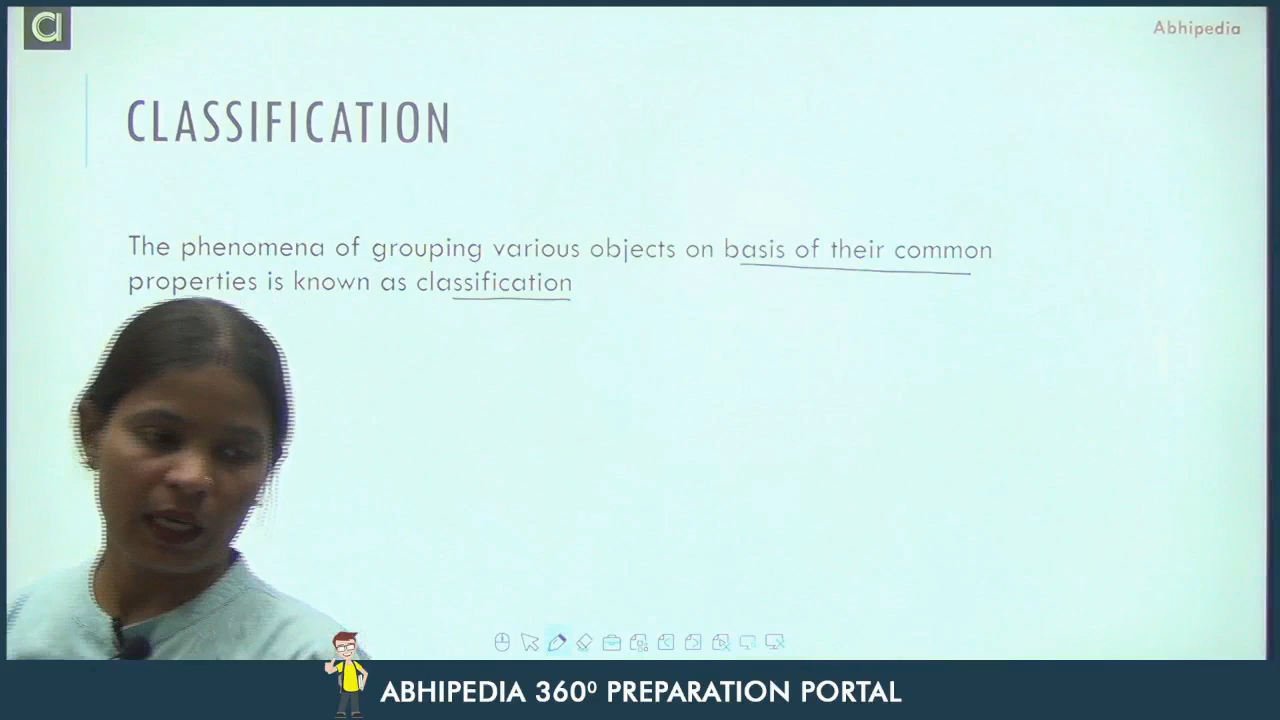 Abhipedia
CLASSIFICATION
The phenomena of grouping various objects on basis of their common
properties is known as classification
ABHIPEDIA 360⁰ PREPARATION PORTAL